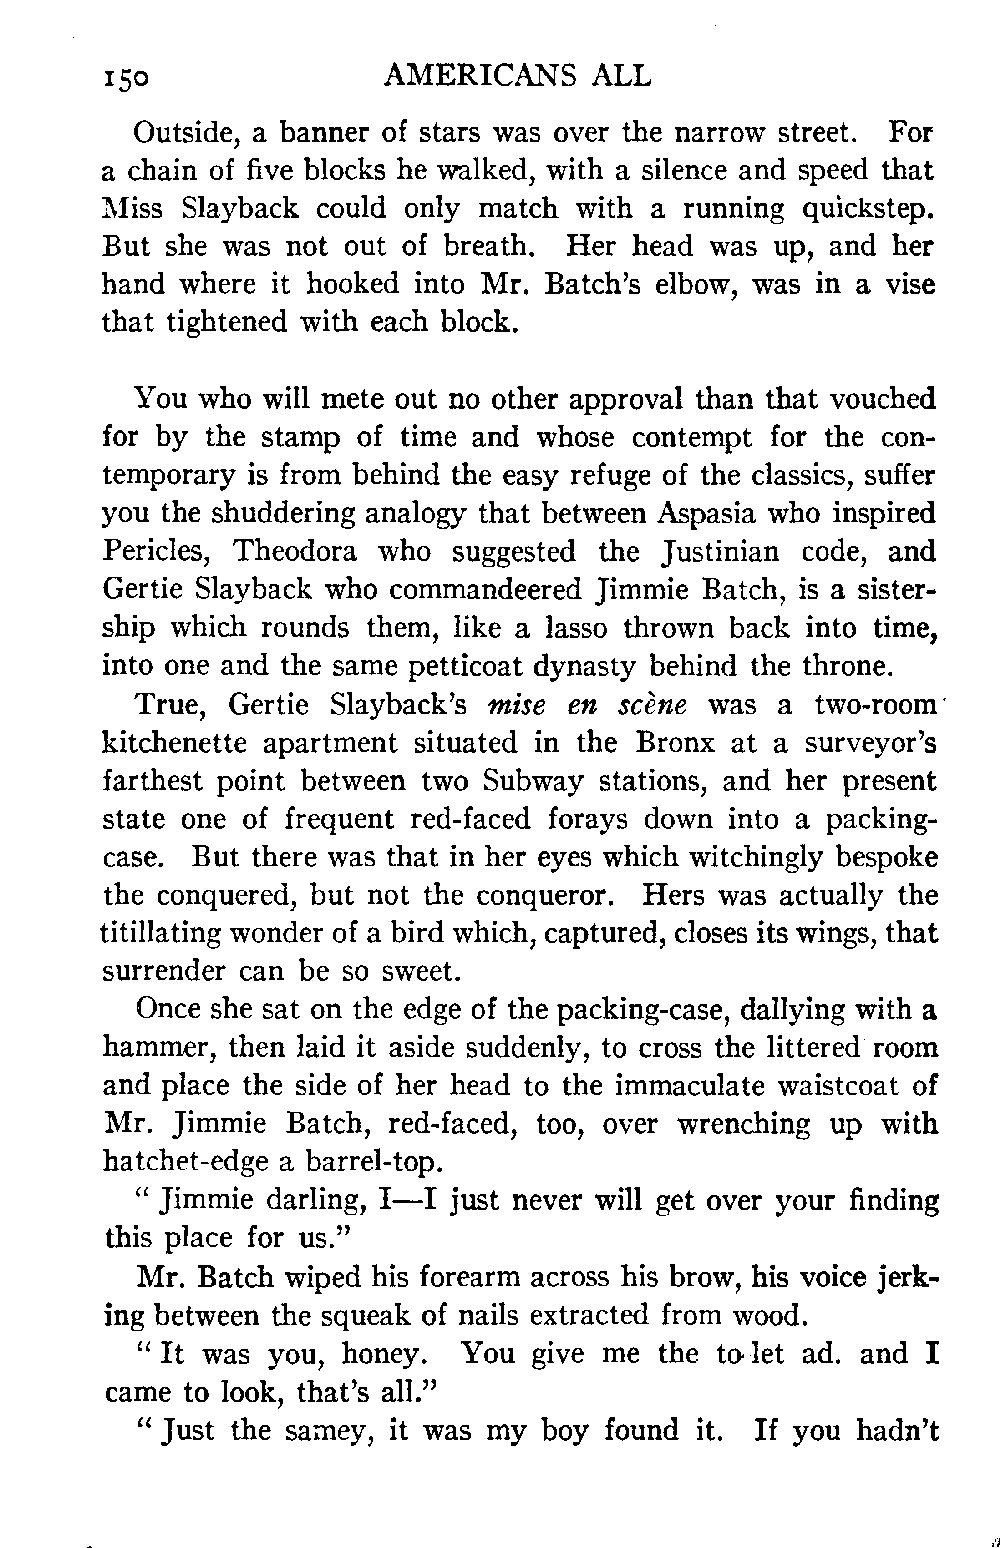 150 AMERICANS ALL
Outside, a banner of stars was over the narrow street. For
a chain of five blocks he walked, with a silence and speed that
Miss Slayback could only match with a running quickstep.
But she was not out of breath. Her head was up, and her
hand where it hooked into Mr. Batch's elbow, was in a vise
that tightened with each block.
You who will mete out no other approval than that vouched
for by the stamp of time and whose contempt for the con-
temporary is from behind the easy refuge of the classics, suffer
you the shuddering analogy that between Aspasia who inspired
Pericles, Theodora who suggested the Justinian code, and
Gertie Slayback who commandeered Jimmie Batch, is a sister-
ship which rounds them, like a lasso thrown back into time,
into one and the same petticoat dynasty behind the throne.
True, Gertie Slayback's mise en scène was a two-room
kitchenette apartment situated in the Bronx at a surveyor's
farthest point between two Subway stations, and her present
state one of frequent red-faced forays down into a packing-
case. But there was that in her eyes which witchingly bespoke
the conquered, but not the conqueror. Hers was actually the
titillating wonder of a bird which, captured, closes its wings, that
surrender can be so sweet.
Once she sat on the edge of the packing-case, dallying with a
hammer, then laid it aside suddenly, to cross the littered room
and place the side of her head to the immaculate waistcoat of
Mr. Jimmie Batch, red-faced, too, over wrenching up with
hatchet-edge a barrel-top.
“ Jimmie darling, I—I just never will get over your finding
this place for us.”
Mr. Batch wiped his forearm across his brow, his voice jerk-
ing between the squeak of nails extracted from wood.
“ It was you, honey. You give me the to let ad. and I
came to look, that's all.”
“ Just the samey, it was my boy found it. If you hadn't